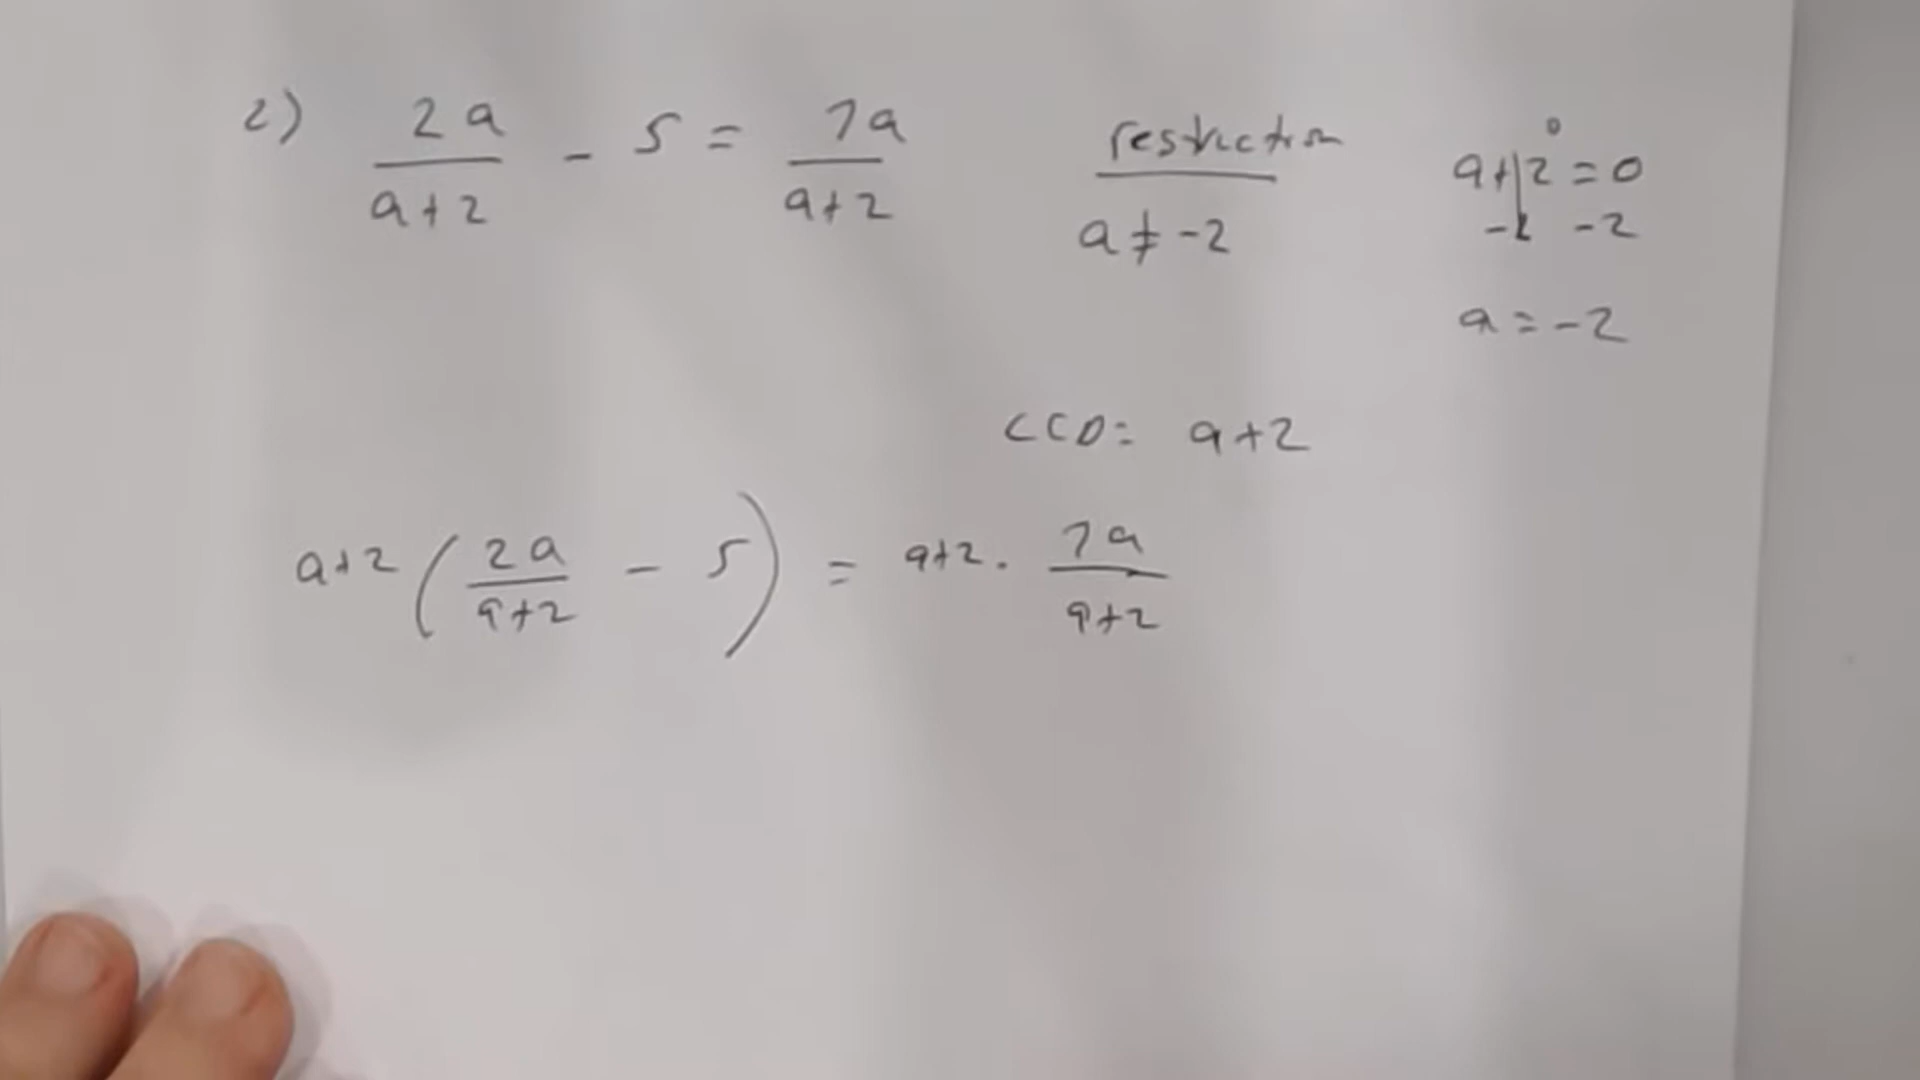 2) 2a/a+2 - 5 = 7a/a+2
restriction
a ≠ -2
a+2 = 0
-2 -2
a = -2
LCD: a+2
a+2 (2a/a+2 - 5) = a+2 · 7a/a+2